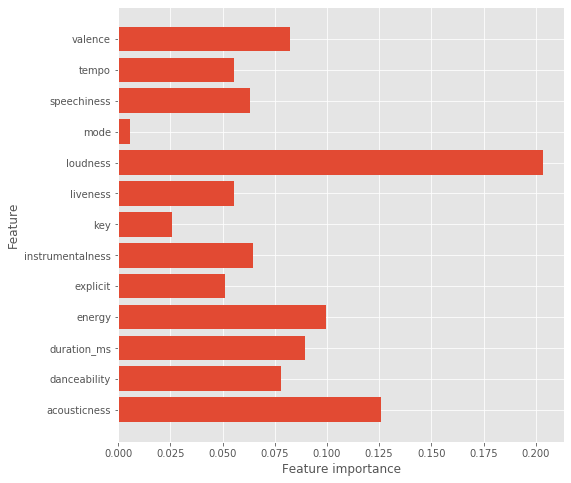 valence
tempo
speechiness
mode
loudness
liveness
key
instrumentalness
explicit
energy
duration_ms
danceability
acousticness
Feature
0.000 0.025 0.050 0.075 0.100 0.125 0.150 0.175 0.200
Feature importance